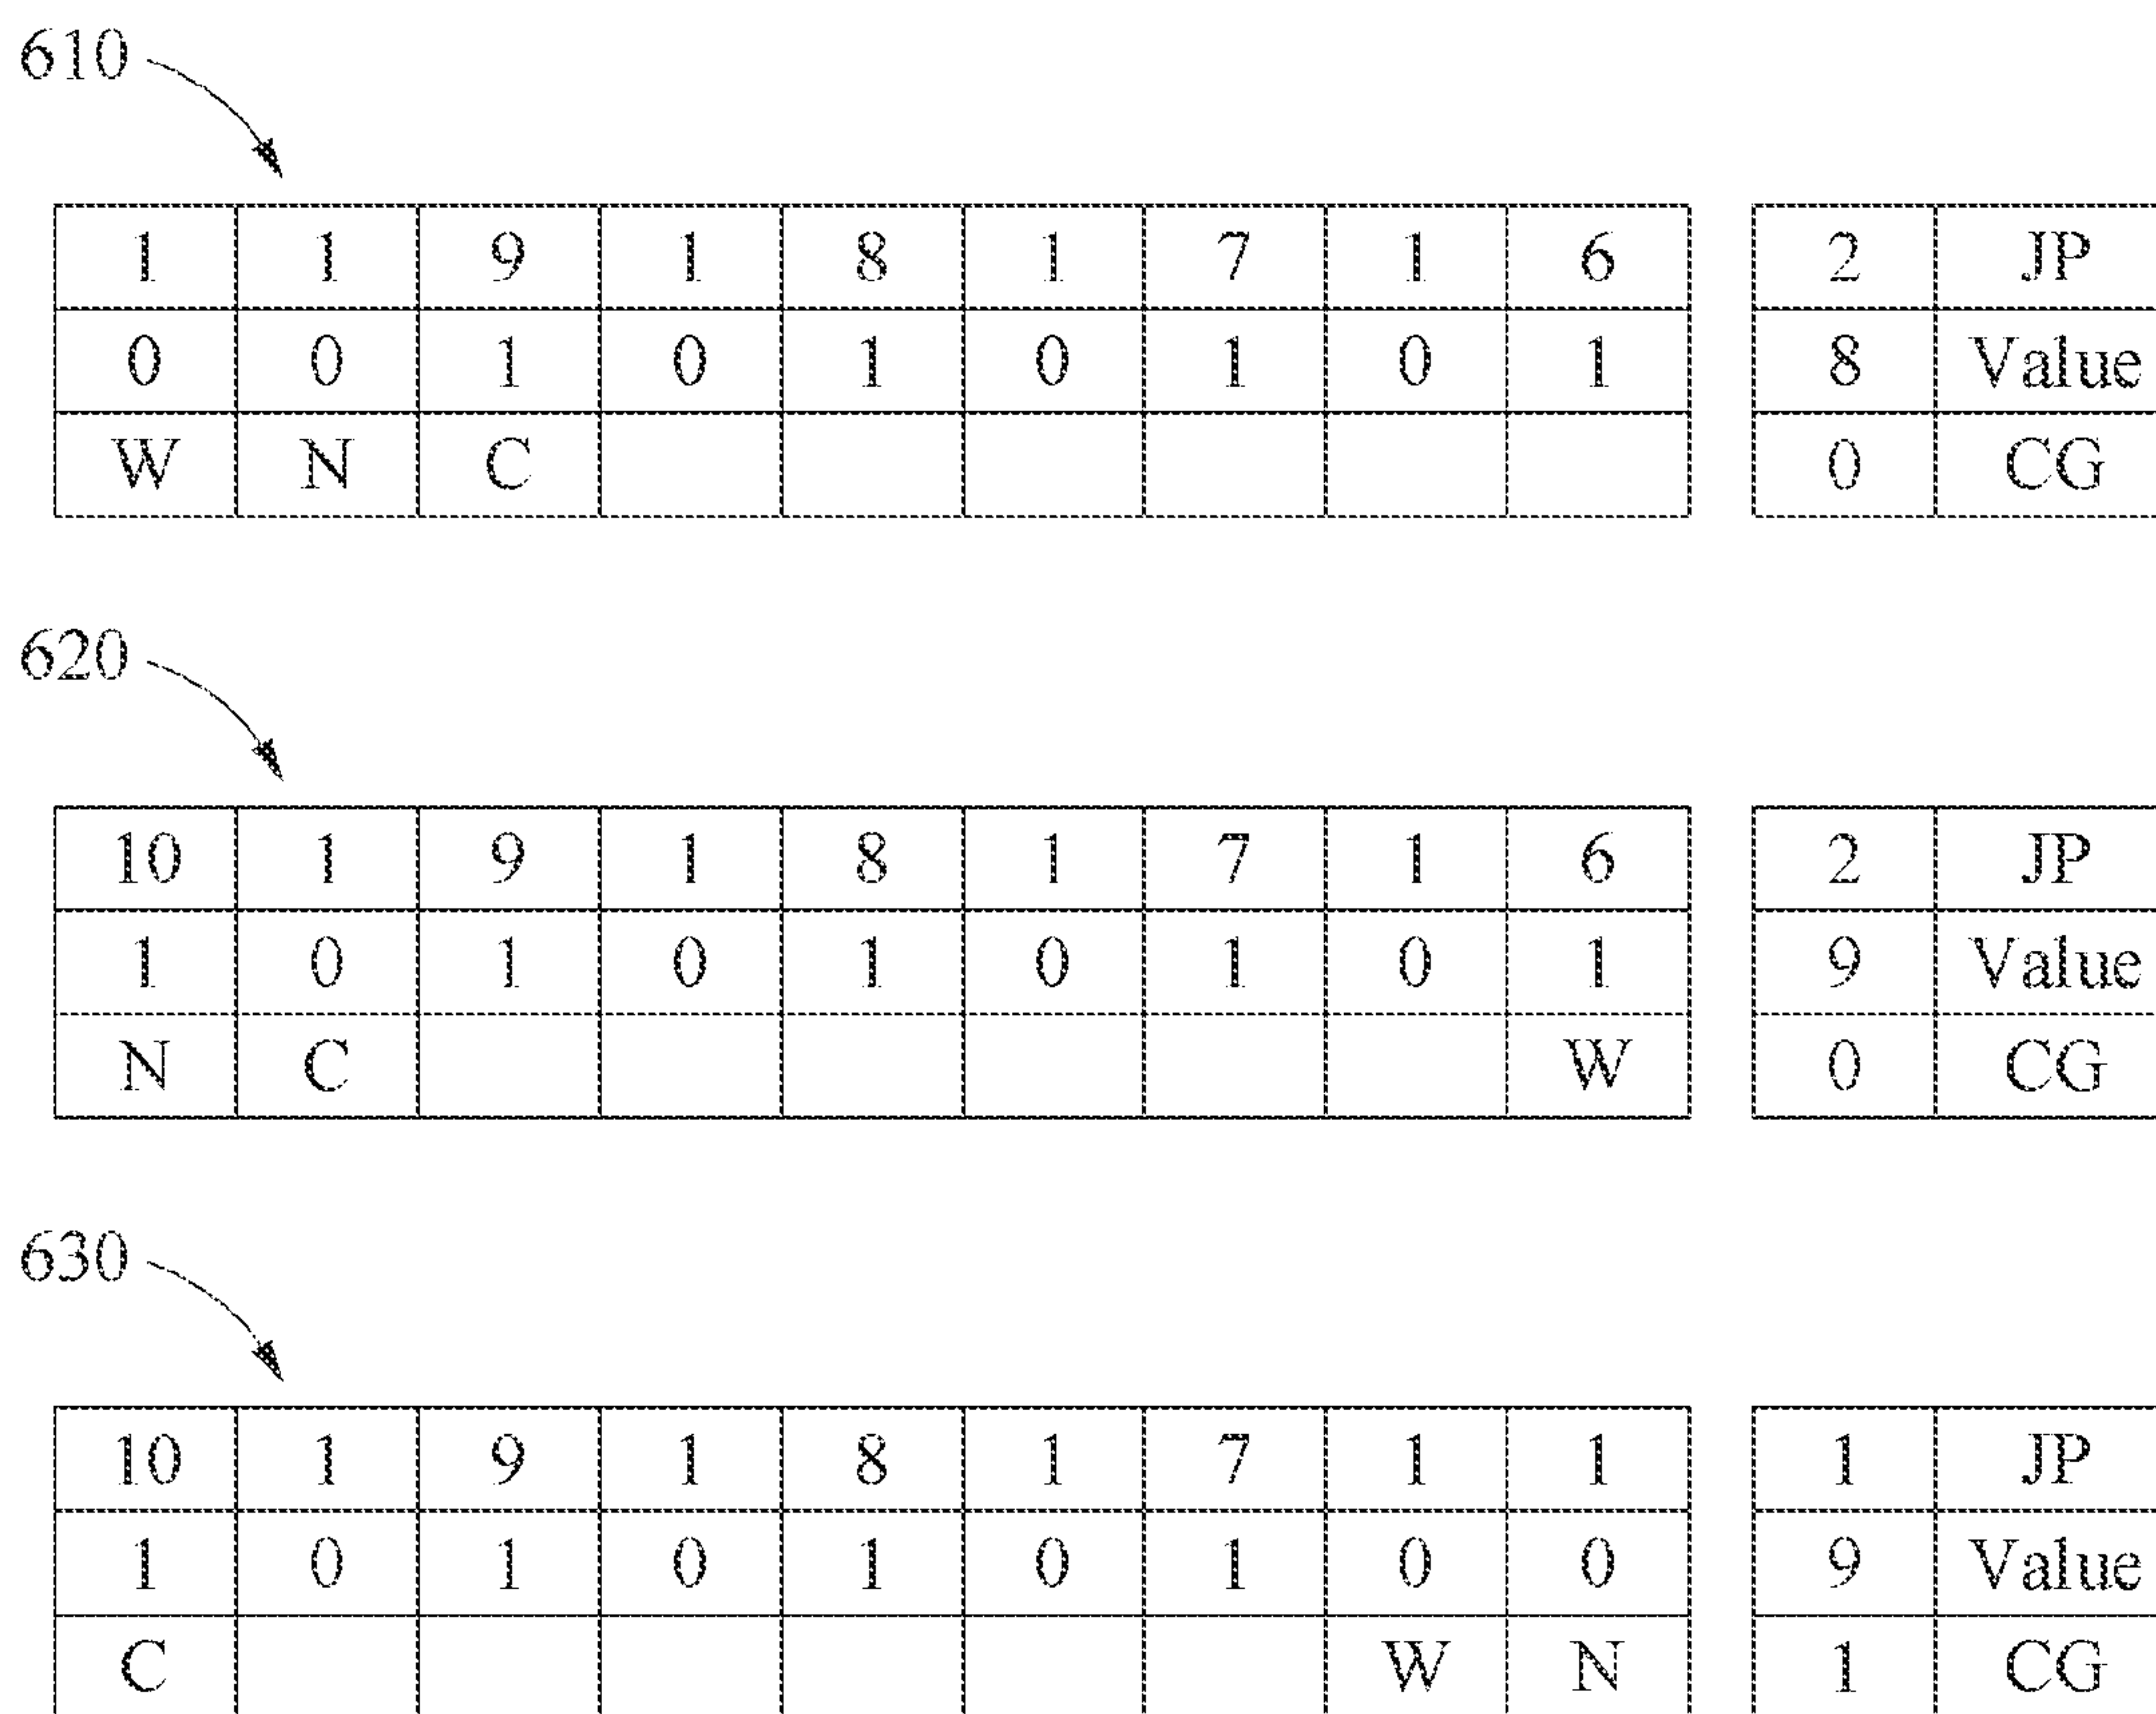 610
1 1 9 1 8 1 7 1 6 2 JP
0 0 1 0 1 0 1 0 1 8 Value
W N C 0 CG
620
10 1 9 1 8 1 7 1 6 2 JP
1 0 1 0 1 0 1 0 1 9 Value
N C W 0 CG
630
10 1 9 1 8 1 7 1 1 1 JP
1 0 1 0 1 0 1 0 0 9 Value
C W N 1 CG